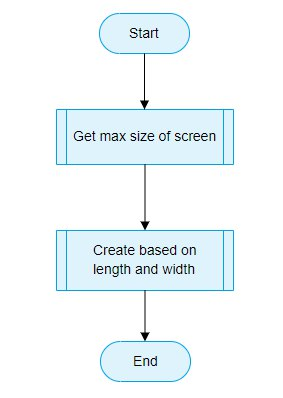 Start
Get max size of screen
Create based on
length and width
End